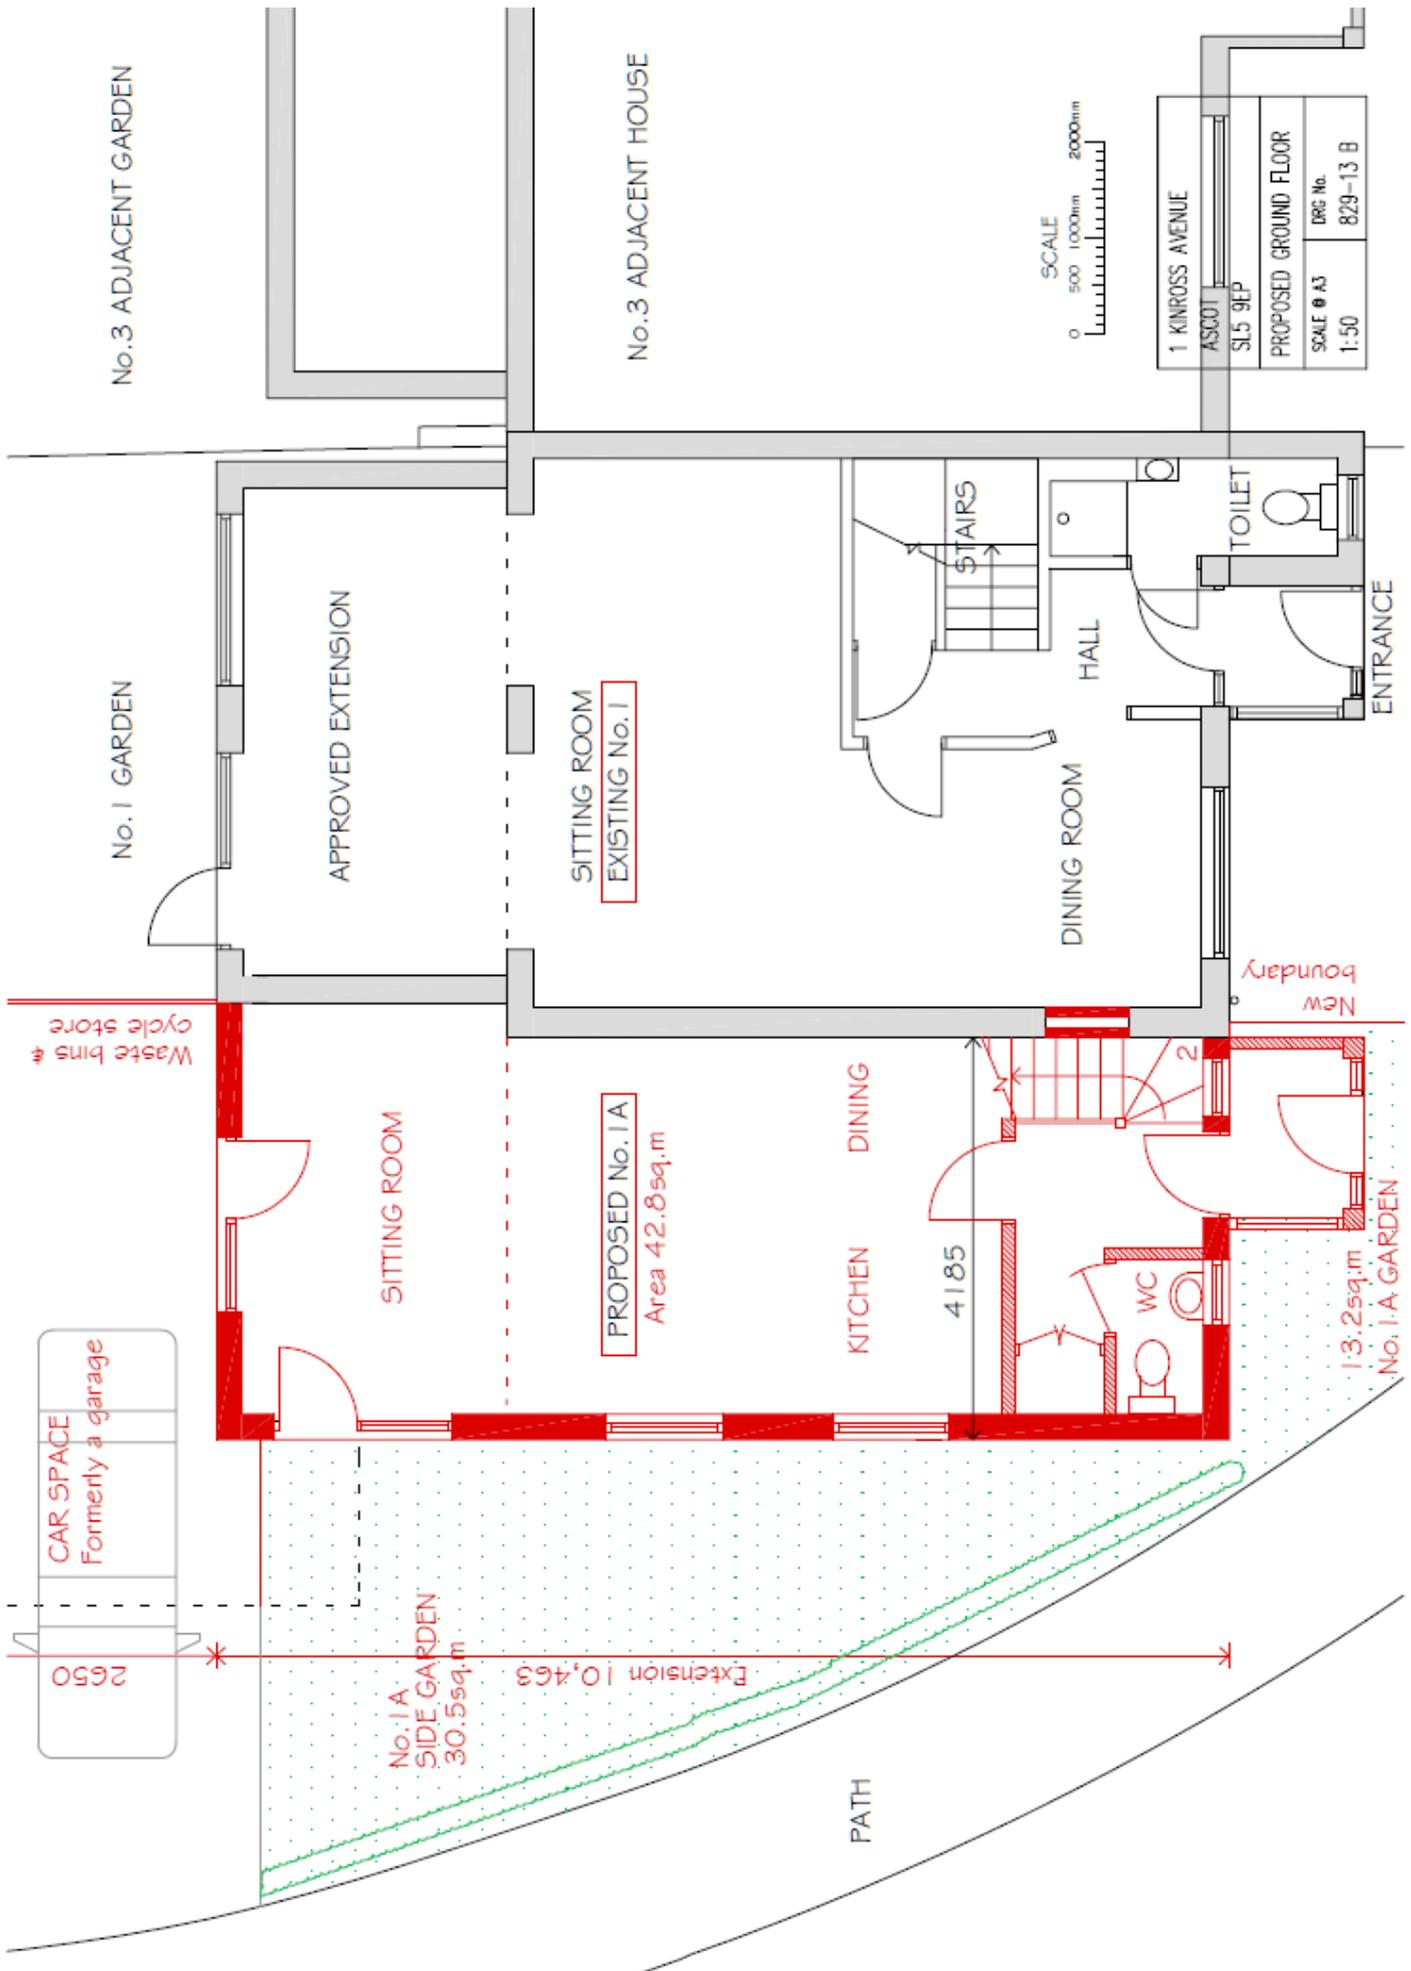 No.3 ADJACENT GARDEN
No.3 ADJACENT HOUSE
SCALE
0 500 1000mm 2000mm
1 KINROSS AVENUE
ASCOT
SL5 9EP
PROPOSED GROUND FLOOR
SCALE @ A3
1:50
DRG No.
829-13 B
No.1 GARDEN
APPROVED EXTENSION
SITTING ROOM
EXISTING No.1
STAIRS
HALL
TOILET
ENTRANCE
DINING ROOM
New
boundary
Waste bins &
cycle store
SITTING ROOM
PROPOSED No.1A
Area 42.8sq.m
DINING
KITCHEN
4185
2
WC
13.2sq.m
No.1A GARDEN
CAR SPACE
Formerly a garage
2650
Extension 10,463
No.1A
SIDE GARDEN
30.5sq.m
PATH